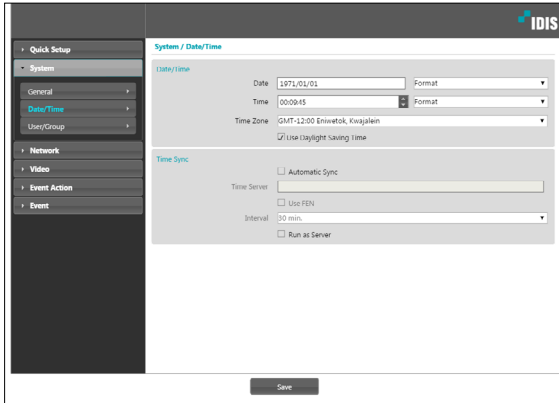 IDIS
Quick Setup
System
General
Date/Time
User/Group
Network
Video
Event Action
Event
System / Date/Time
Date/Time
Date 1971/01/01 Format
Time 00:09:45 Format
Time Zone GMT-12:00 Eniwetok, Kwajalein
Use Daylight Saving Time
Time Sync
Automatic Sync
Time Server
Use FEN
Interval 30 min.
Run as Server
Save